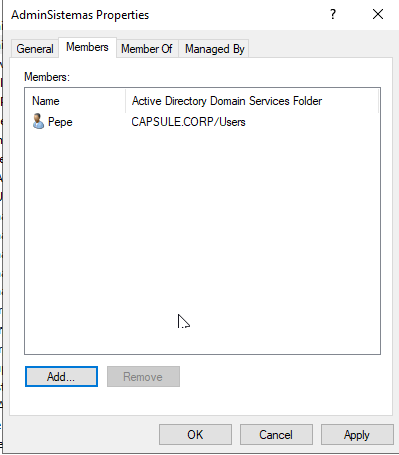 AdminSistemas Properties
General Members Member Of Managed By
Members:
Name Active Directory Domain Services Folder
Pepe CAPSULE.CORP/Users
Add... Remove
OK Cancel Apply